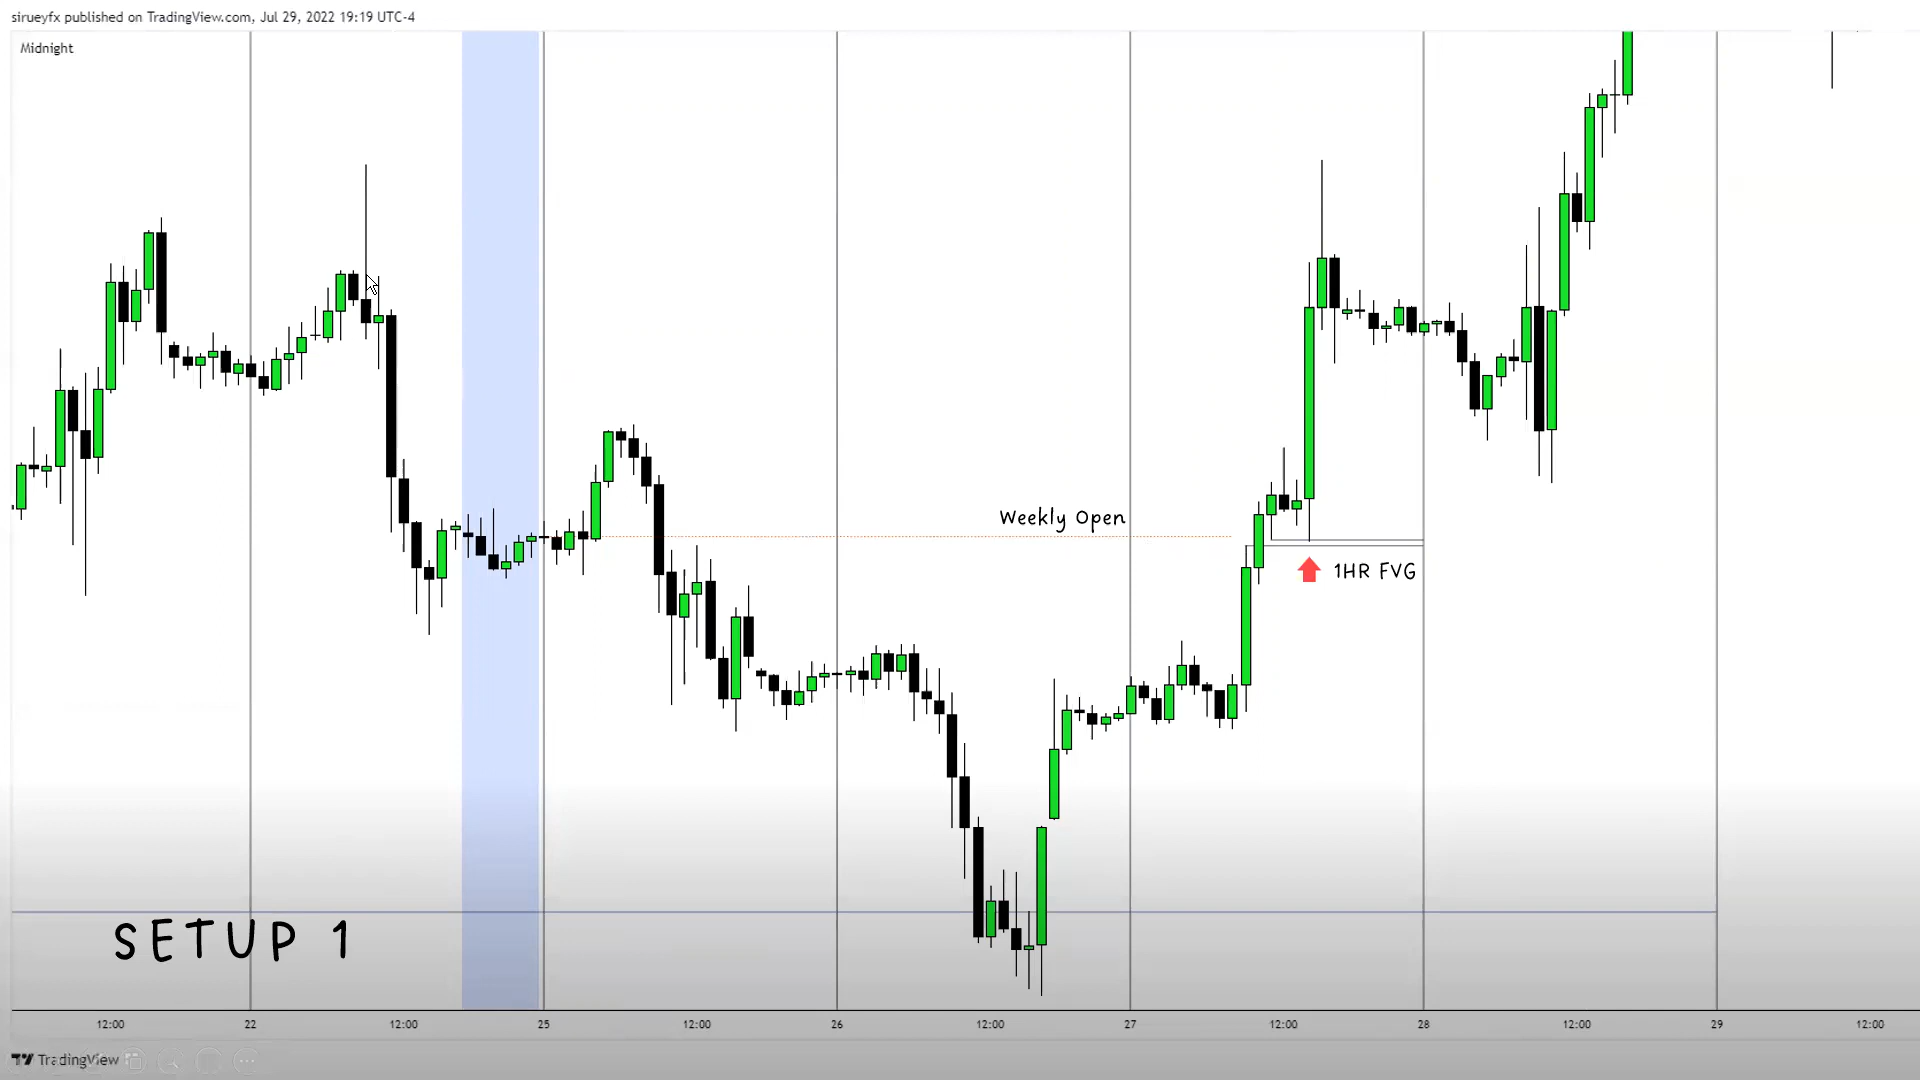 sirueyfx published on TradingView.com, Jul 29, 2022 19:19 UTC-4
Midnight
Weekly Open
1HR FVG
SETUP 1
12:00 22 12:00 25 12:00 26 12:00 27 12:00 28 12:00 29 12:00
TradingView